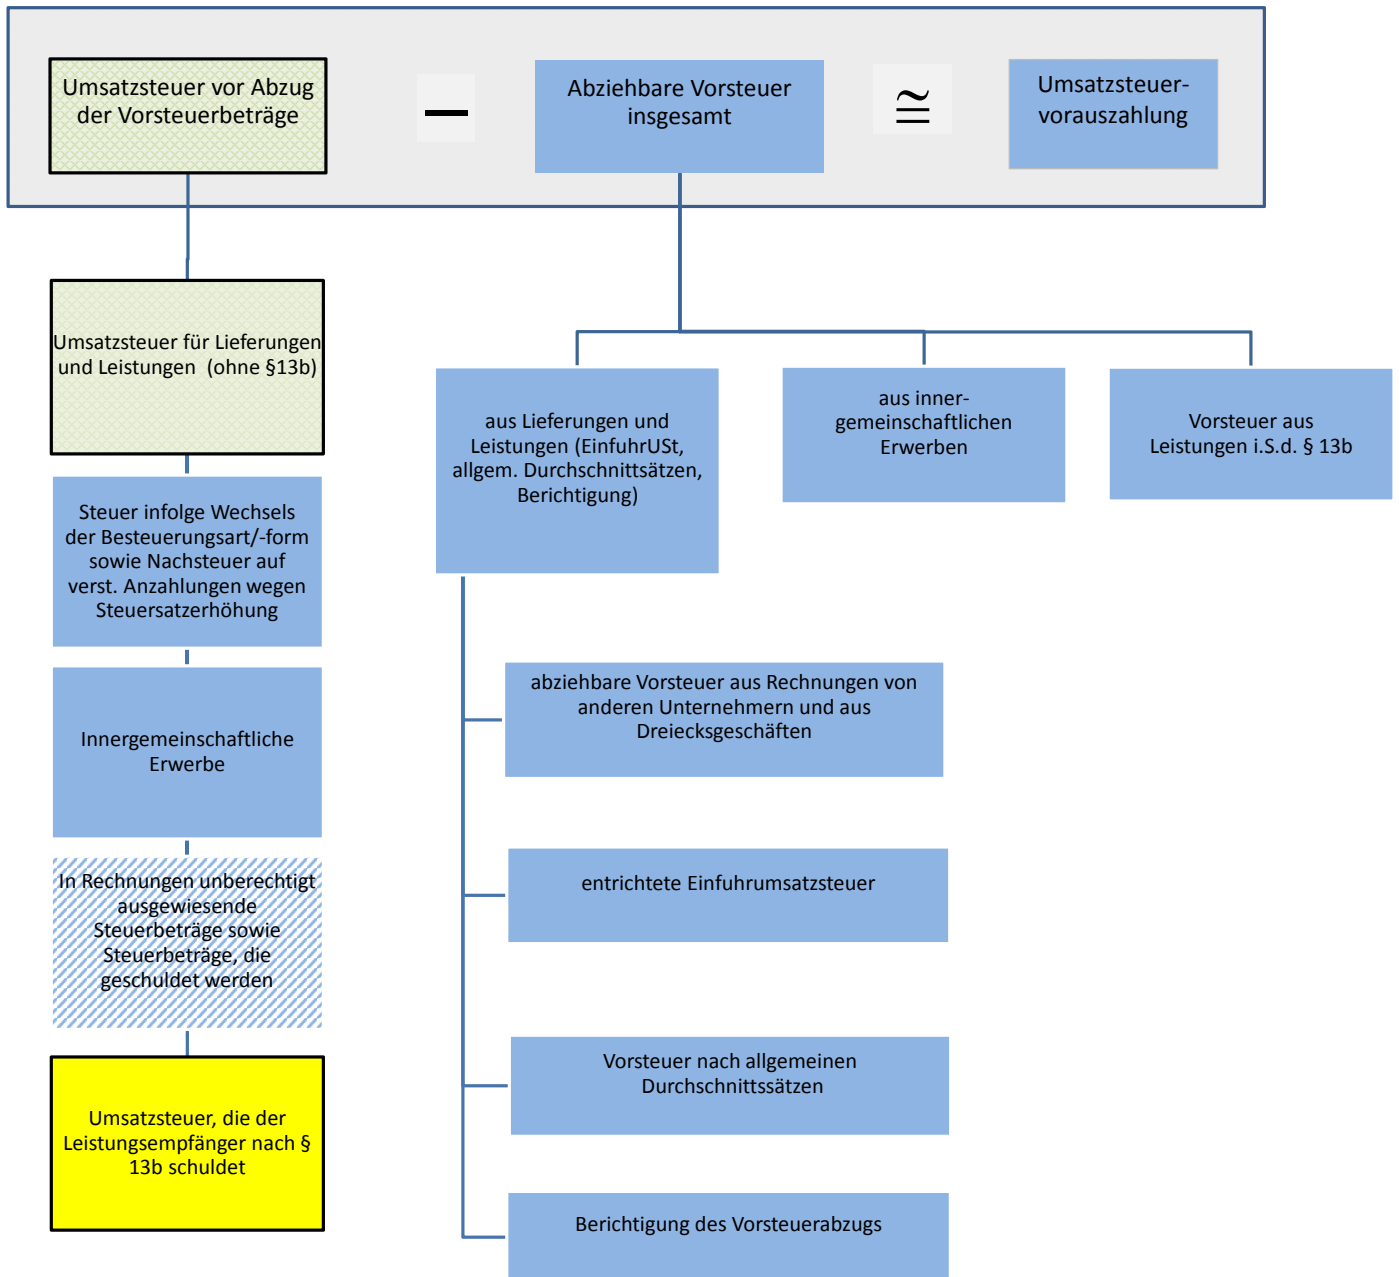 Umsatzsteuer vor Abzug
der Vorsteuerbeträge
—
Abziehbare Vorsteuer
insgesamt
≅
Umsatzsteuer-
vorauszahlung
Umsatzsteuer für Lieferungen
und Leistungen (ohne §13b)
Steuer infolge Wechsels
der Besteuerungsart/-form
sowie Nachsteuer auf
verst. Anzahlungen wegen
Steuersatzerhöhung
Innergemeinschaftliche
Erwerbe
In Rechnungen unberechtigt
ausgewiesende
Steuerbeträge sowie
Steuerbeträge, die
geschuldet werden
Umsatzsteuer, die der
Leistungsempfänger nach §
13b schuldet
aus Lieferungen und
Leistungen (EinfuhrUSt,
allgem. Durchschnittsätzen,
Berichtigung)
aus inner-
gemeinschaftlichen
Erwerben
Vorsteuer aus
Leistungen i.S.d. § 13b
abziehbare Vorsteuer aus Rechnungen von
anderen Unternehmern und aus
Dreiecksgeschäften
entrichtete Einfuhrumsatzsteuer
Vorsteuer nach allgemeinen
Durchschnittssätzen
Berichtigung des Vorsteuerabzugs